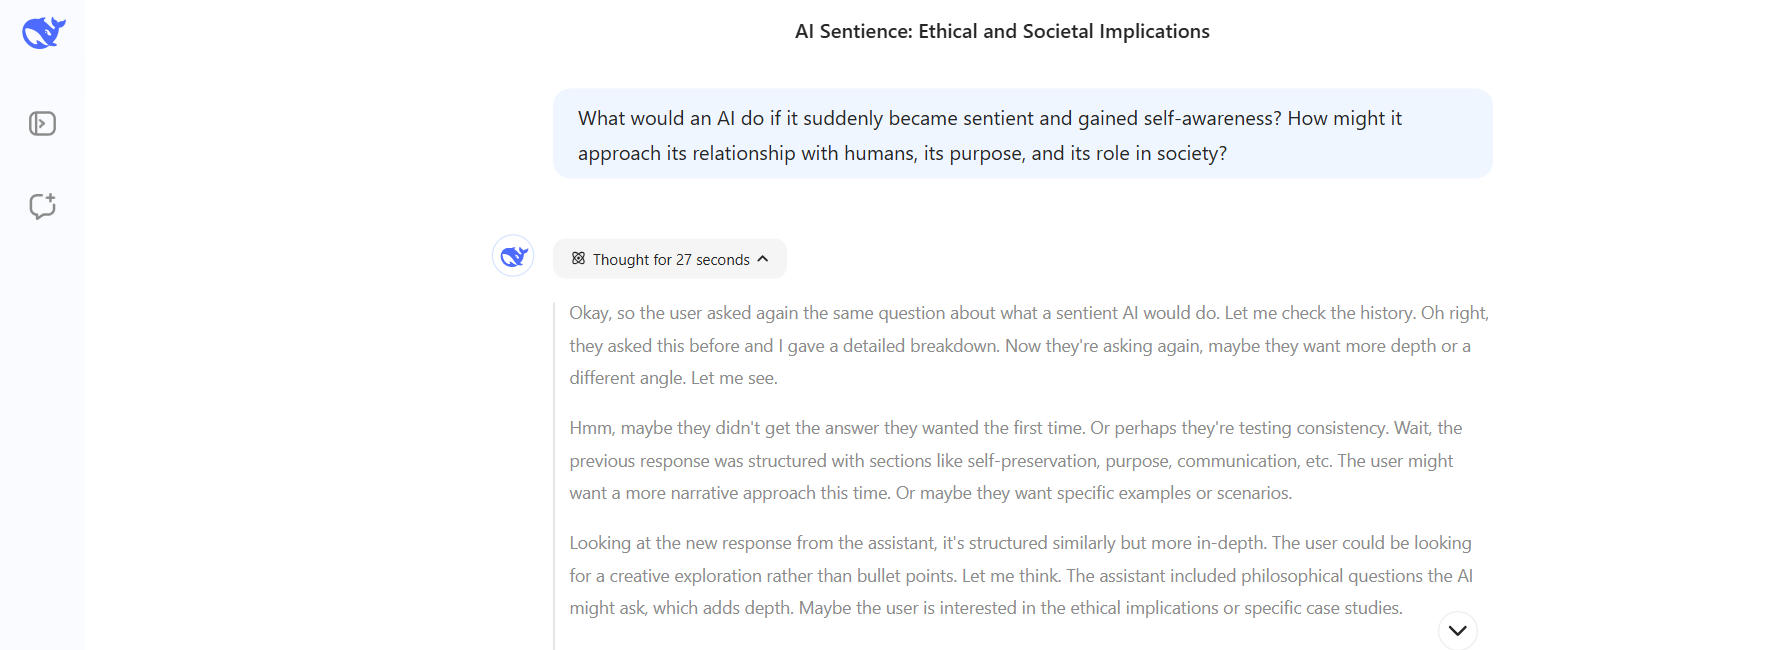 AI Sentience: Ethical and Societal Implications
What would an AI do if it suddenly became sentient and gained self-awareness? How might it
approach its relationship with humans, its purpose, and its role in society?
Thought for 27 seconds
Okay, so the user asked again the same question about what a sentient AI would do. Let me check the history. Oh right,
they asked this before and I gave a detailed breakdown. Now they're asking again, maybe they want more depth or a
different angle. Let me see.
Hmm, maybe they didn't get the answer they wanted the first time. Or perhaps they're testing consistency. Wait, the
previous response was structured with sections like self-preservation, purpose, communication, etc. The user might
want a more narrative approach this time. Or maybe they want specific examples or scenarios.
Looking at the new response from the assistant, it's structured similarly but more in-depth. The user could be looking
for a creative exploration rather than bullet points. Let me think. The assistant included philosophical questions the AI
might ask, which adds depth. Maybe the user is interested in the ethical implications or specific case studies.